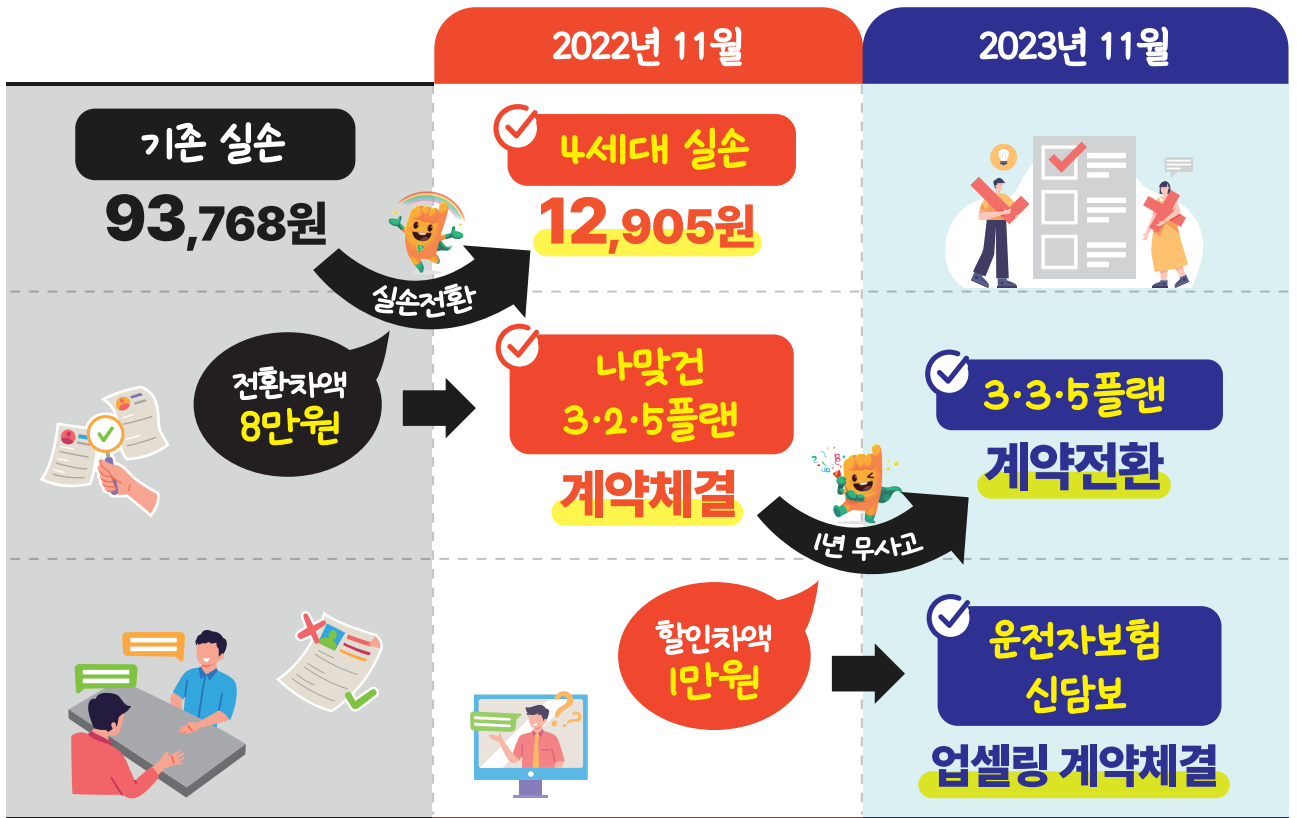 2022년 11월
2023년 11월
기존 실손
93,768원
4세대 실손
12,905원
실손전환
전환차액
8만원
나맞건
3·2·5플랜
계약체결
3·3·5플랜
계약전환
1년 무사고
할인차액
1만원
운전자보험
신담보
업셀링 계약체결